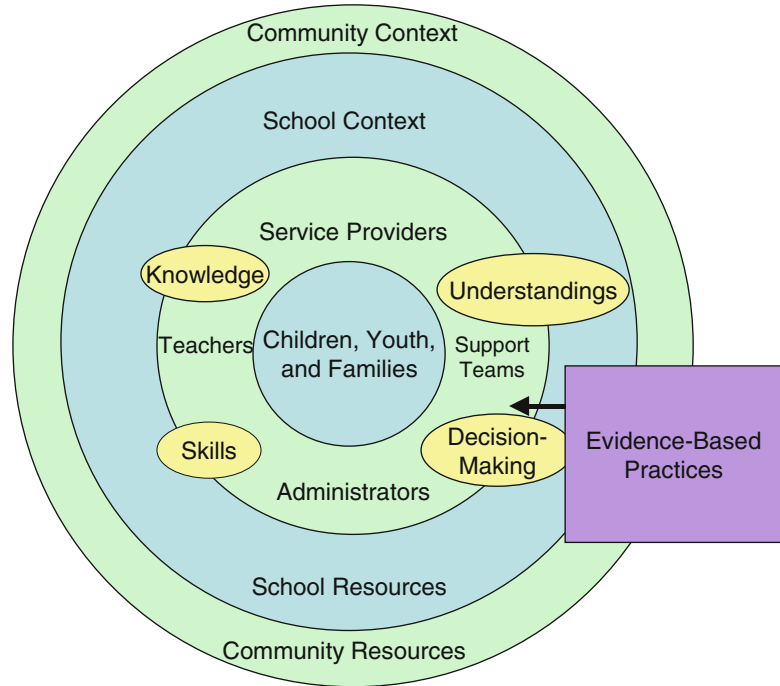 Community Context
School Context
Service Providers
Knowledge
Understandings
Teachers
Children, Youth,
and Families
Support
Teams
Skills
Decision-
Making
Evidence-Based
Practices
Administrators
School Resources
Community Resources